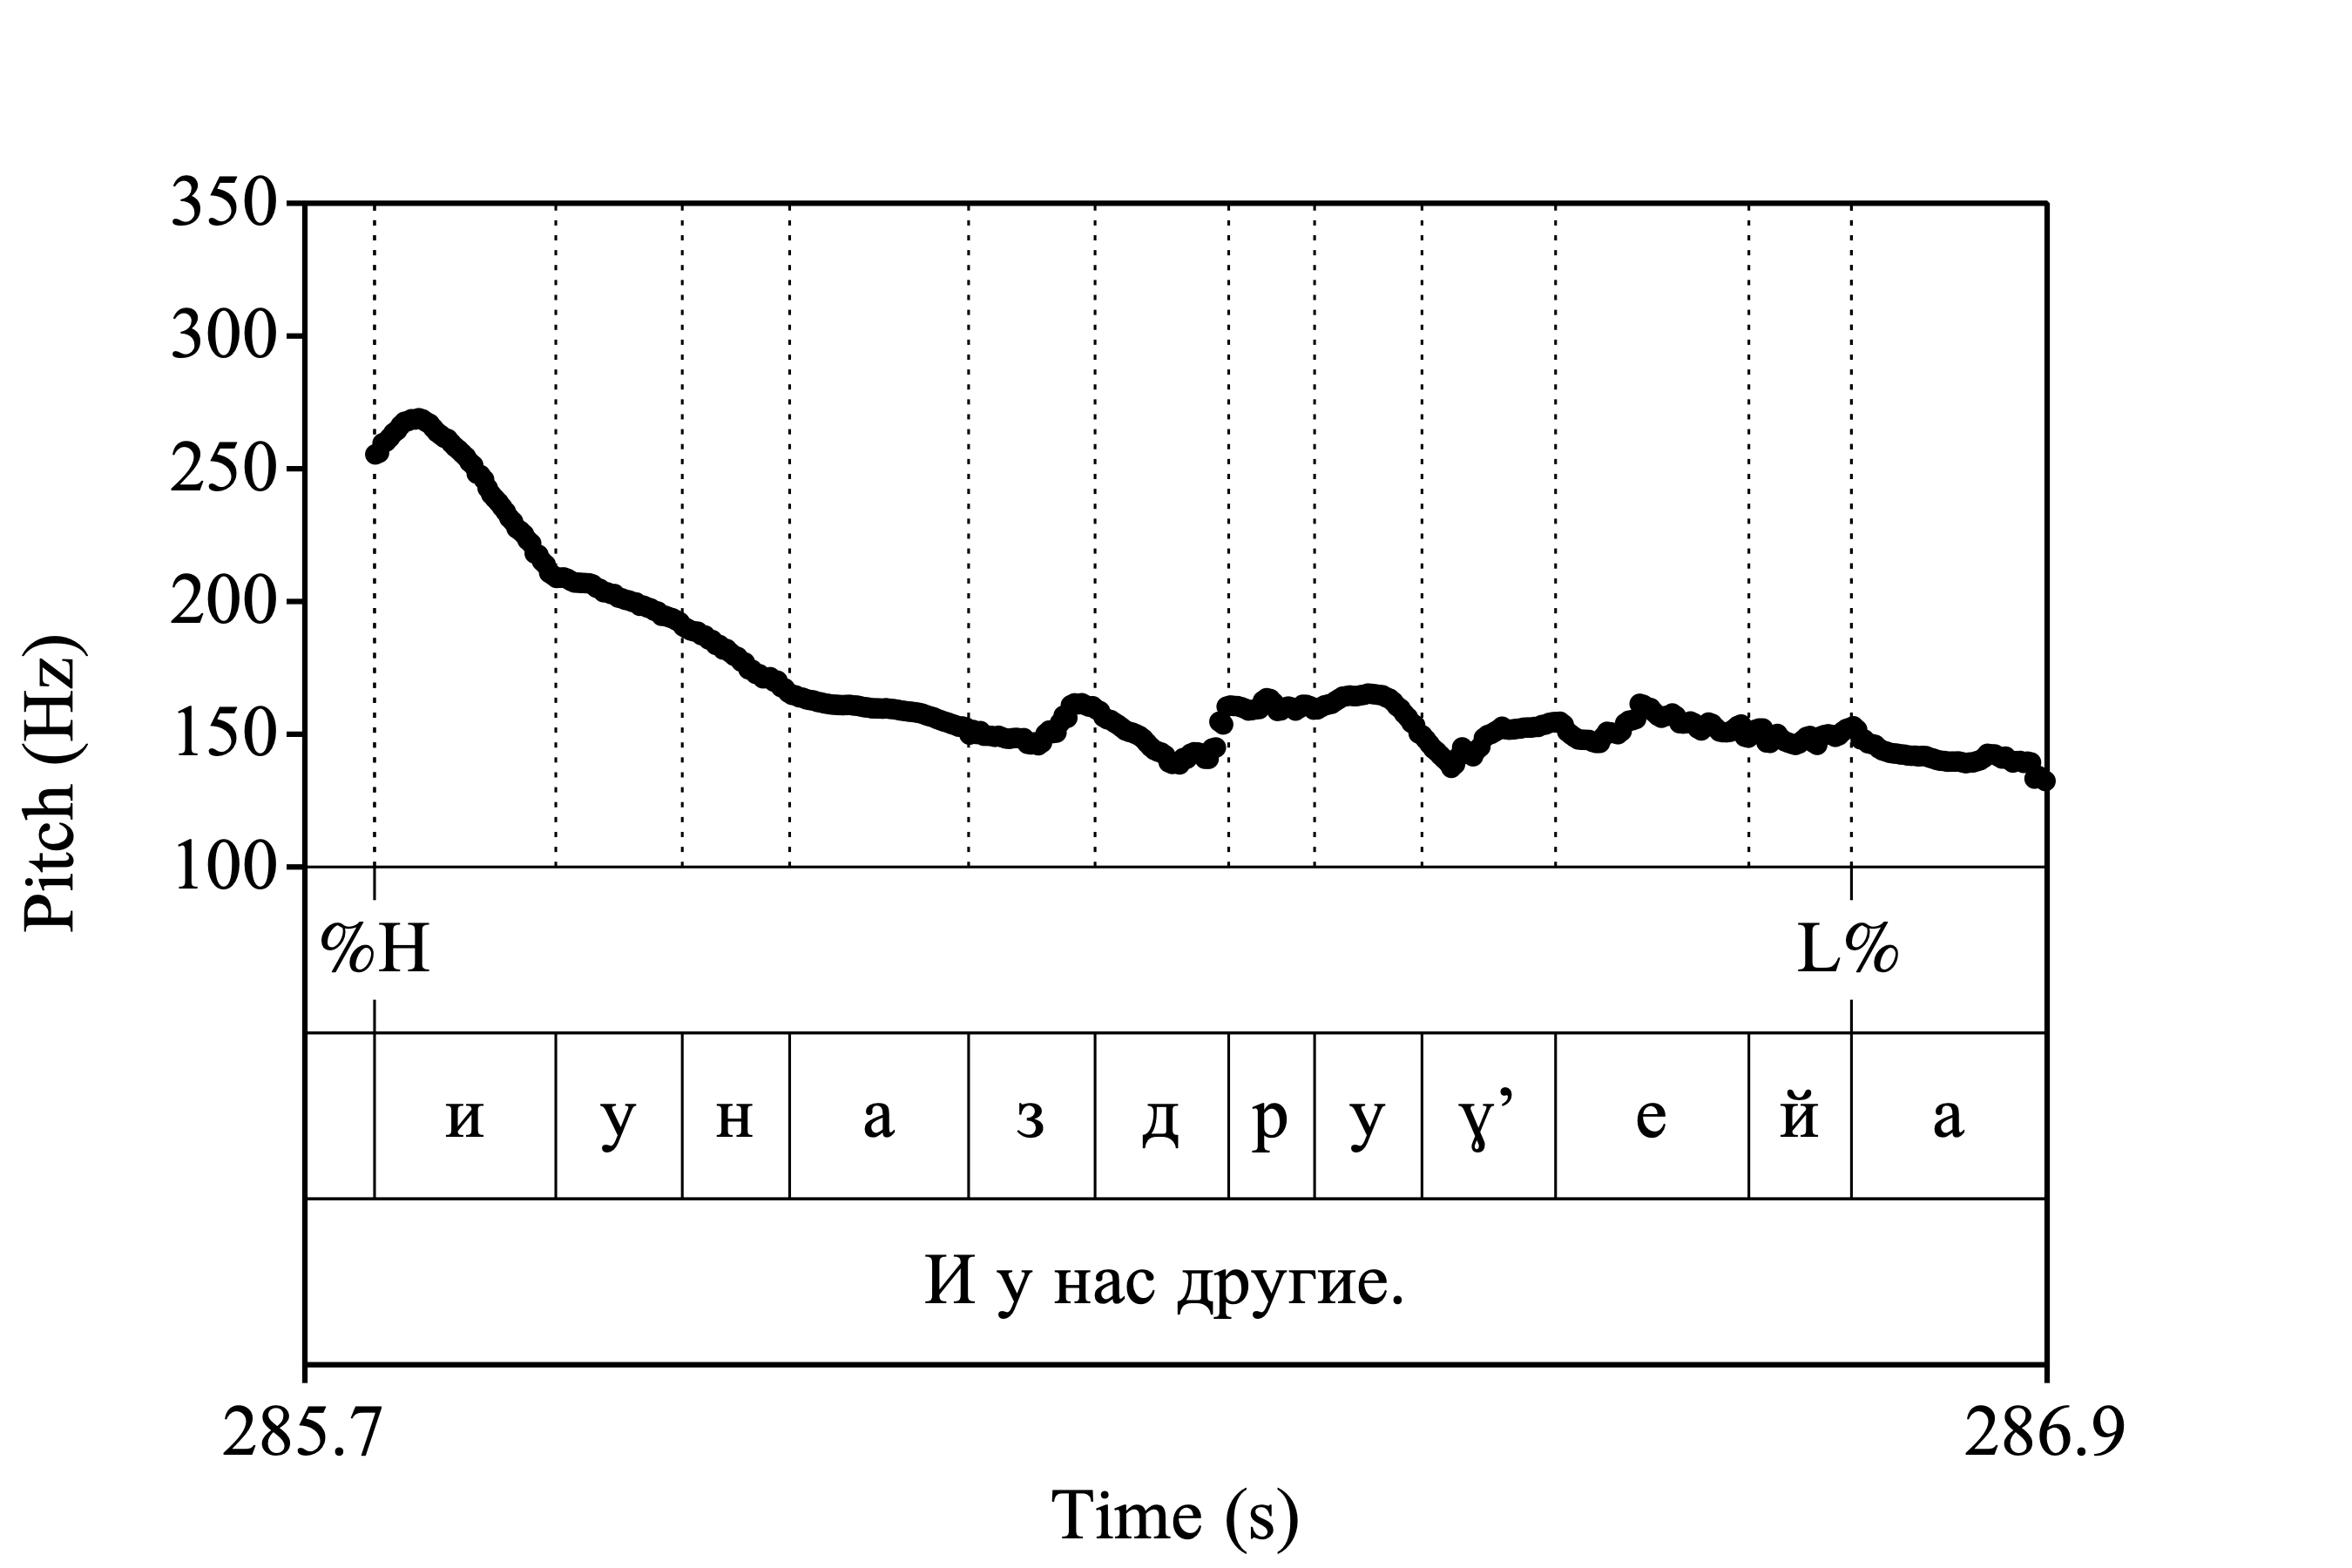 350
300
250
200
150
100
Pitch (Hz)
%H L%
и у н а з д р у ɣ’ е й а
И у нас другие.
285.7 286.9
Time (s)